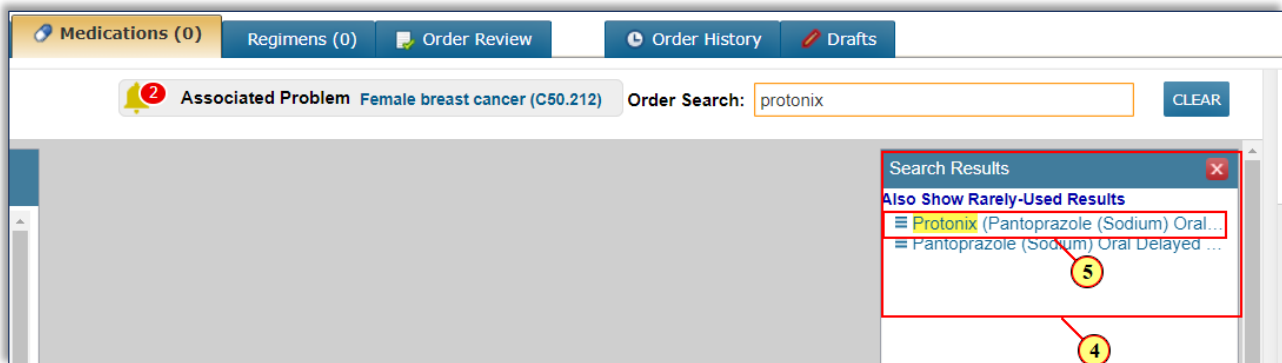 Medications (0) Regimens (0) Order Review Order History Drafts
2 Associated Problem Female breast cancer (C50.212) Order Search: protonix CLEAR
Search Results
Also Show Rarely-Used Results
Protonix (Pantoprazole (Sodium) Oral...
Pantoprazole (Sodium) Oral Delayed ...
5
4